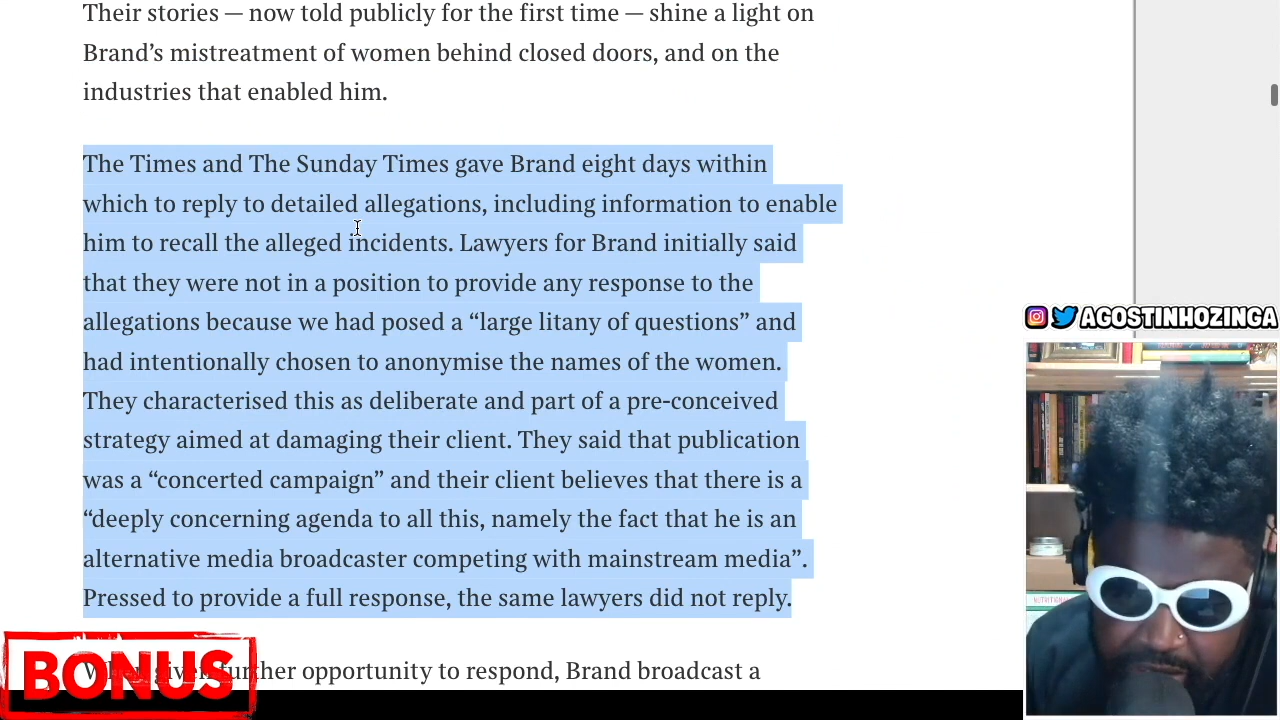 Their stories — now told publicly for the first time — shine a light on
Brand’s mistreatment of women behind closed doors, and on the
industries that enabled him.
The Times and The Sunday Times gave Brand eight days within
which to reply to detailed allegations, including information to enable
him to recall the alleged incidents. Lawyers for Brand initially said
that they were not in a position to provide any response to the
allegations because we had posed a “large litany of questions” and
had intentionally chosen to anonymise the names of the women.
They characterised this as deliberate and part of a pre-conceived
strategy aimed at damaging their client. They said that publication
was a “concerted campaign” and their client believes that there is a
“deeply concerning agenda to all this, namely the fact that he is an
alternative media broadcaster competing with mainstream media”.
Pressed to provide a full response, the same lawyers did not reply.
When given further opportunity to respond, Brand broadcast a
BONUS
AGOSTINHOZINGA